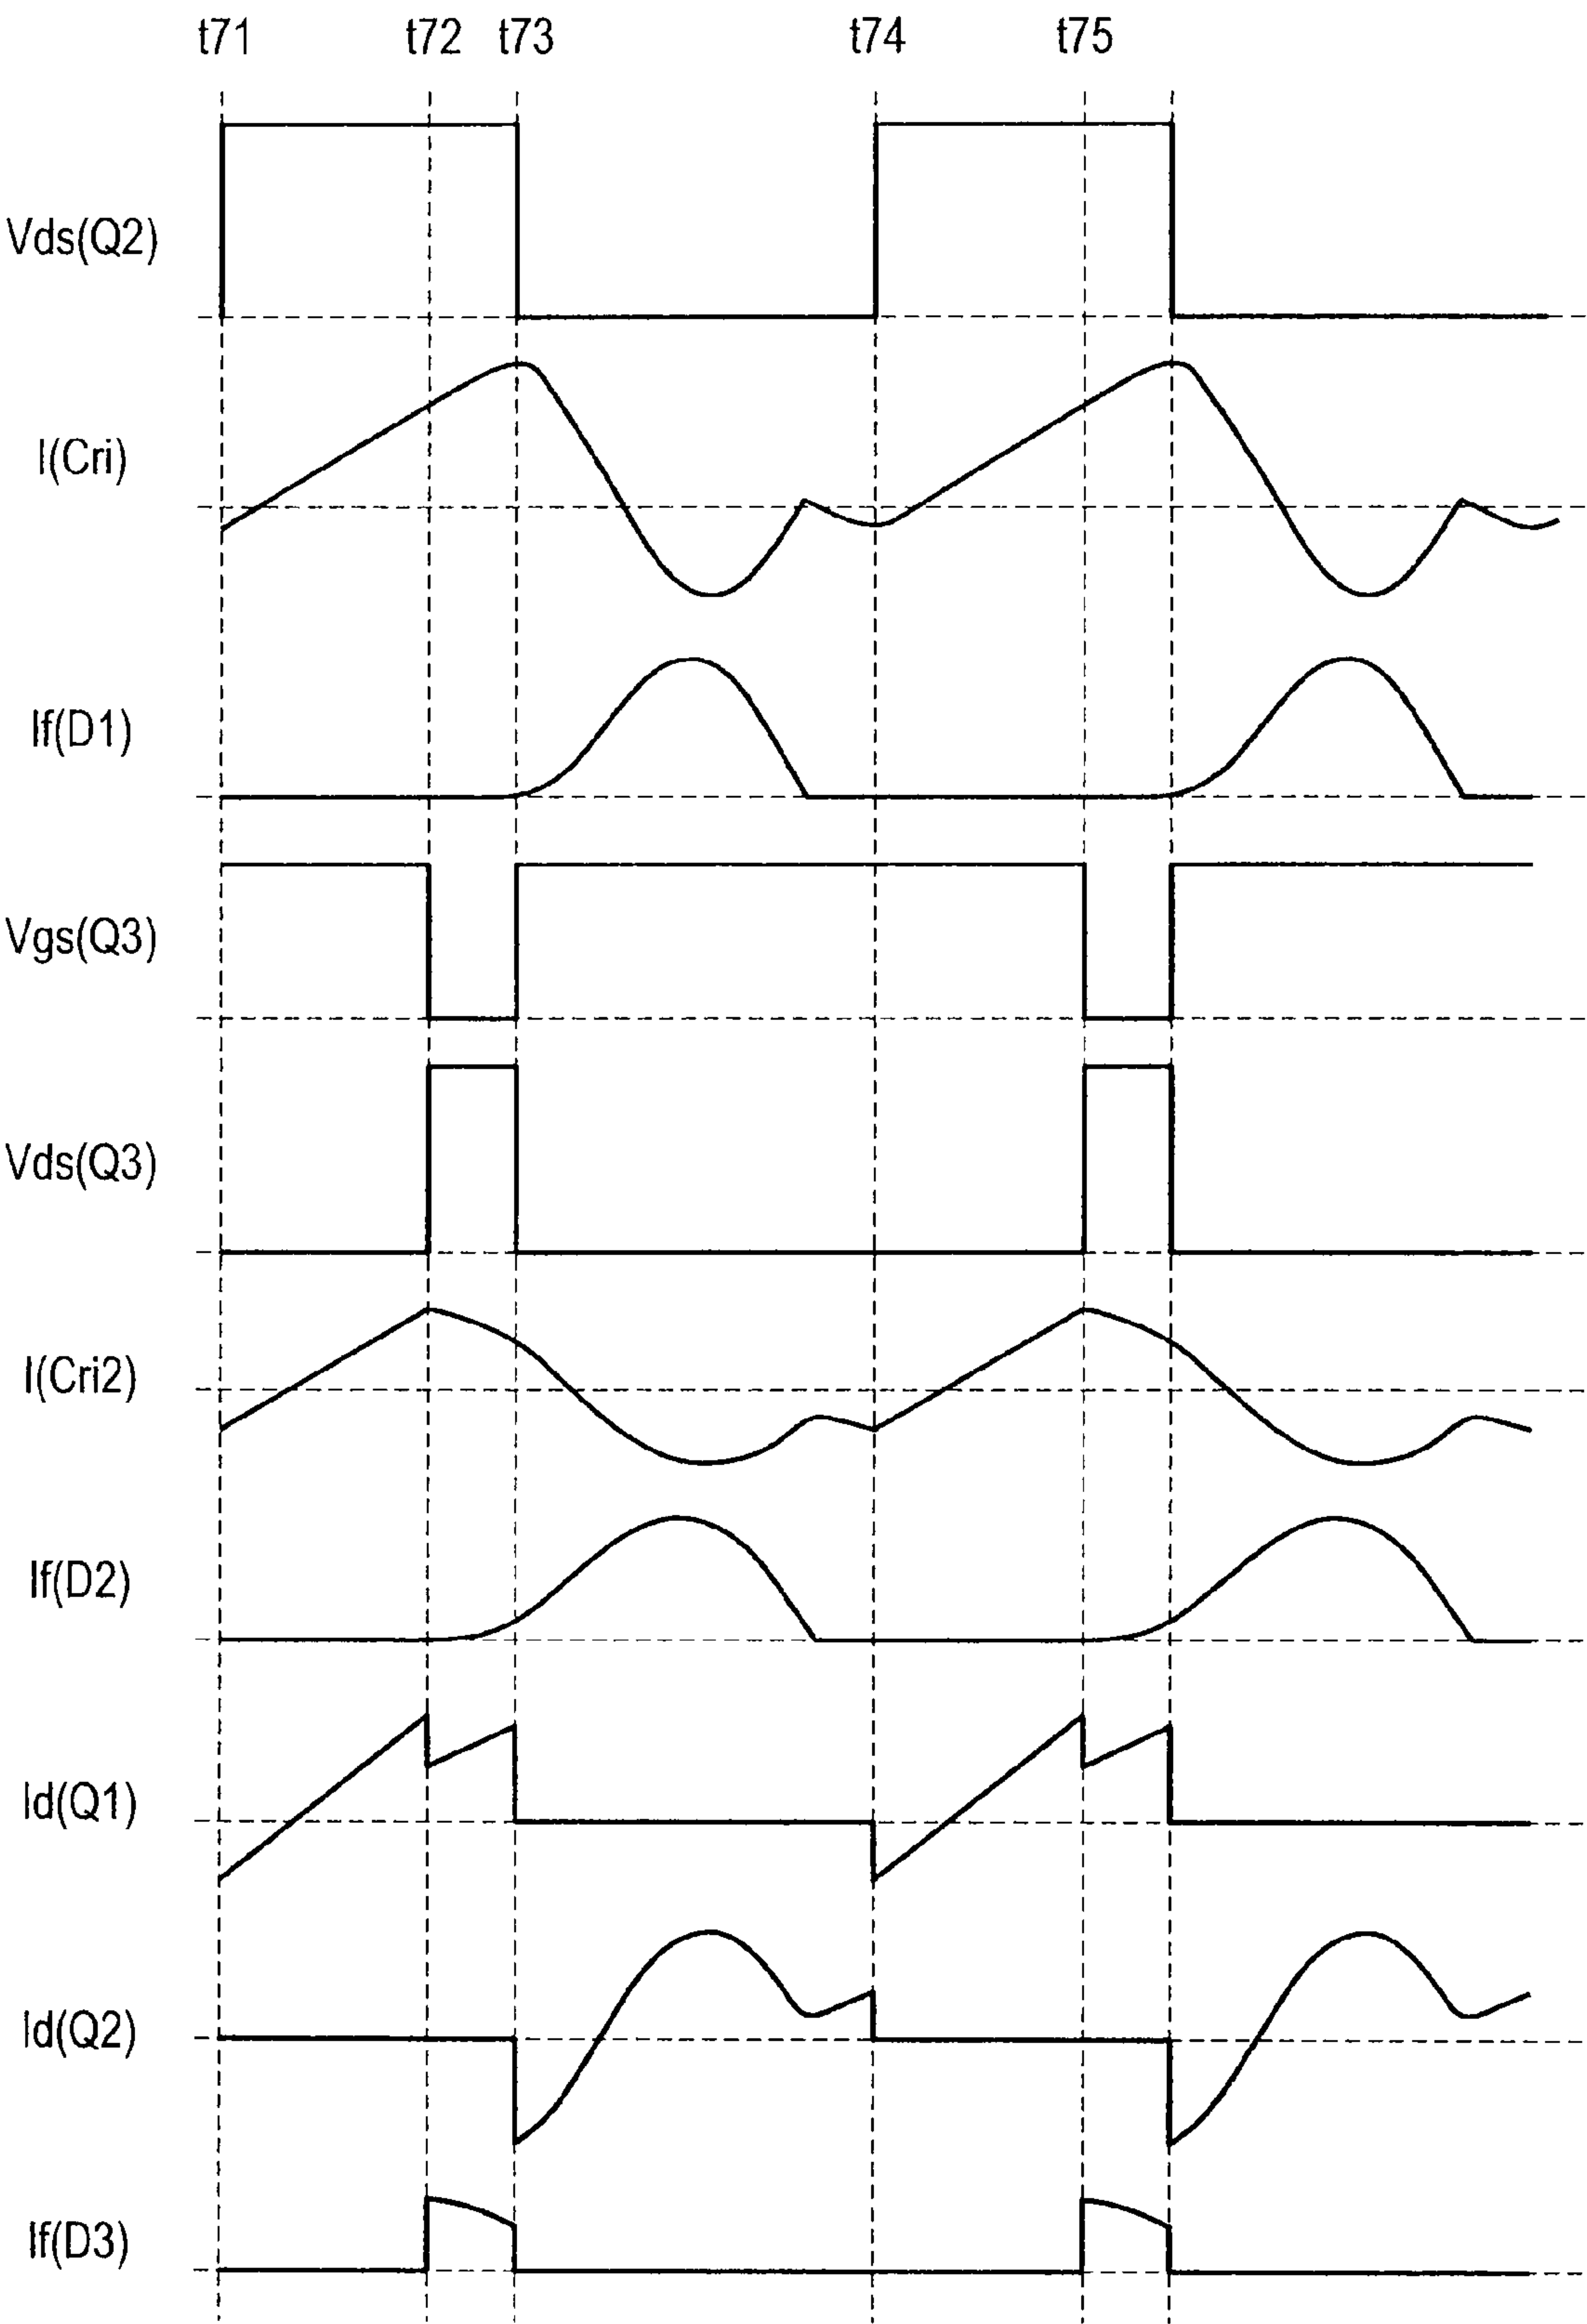 t71 t72 t73 t74 t75
Vds(Q2)
I(Cri)
If(D1)
Vgs(Q3)
Vds(Q3)
I(Cri2)
If(D2)
Id(Q1)
Id(Q2)
If(D3)